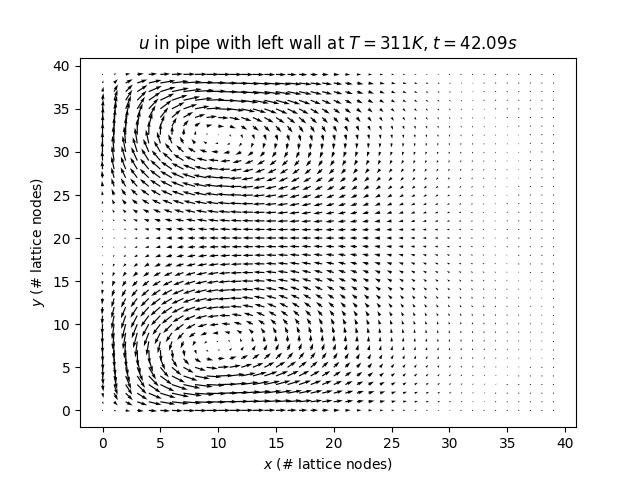 u in pipe with left wall at T = 311K, t = 42.09s
40
35
30
25
20
15
10
5
0
y (# lattice nodes)
0 5 10 15 20 25 30 35 40
x (# lattice nodes)